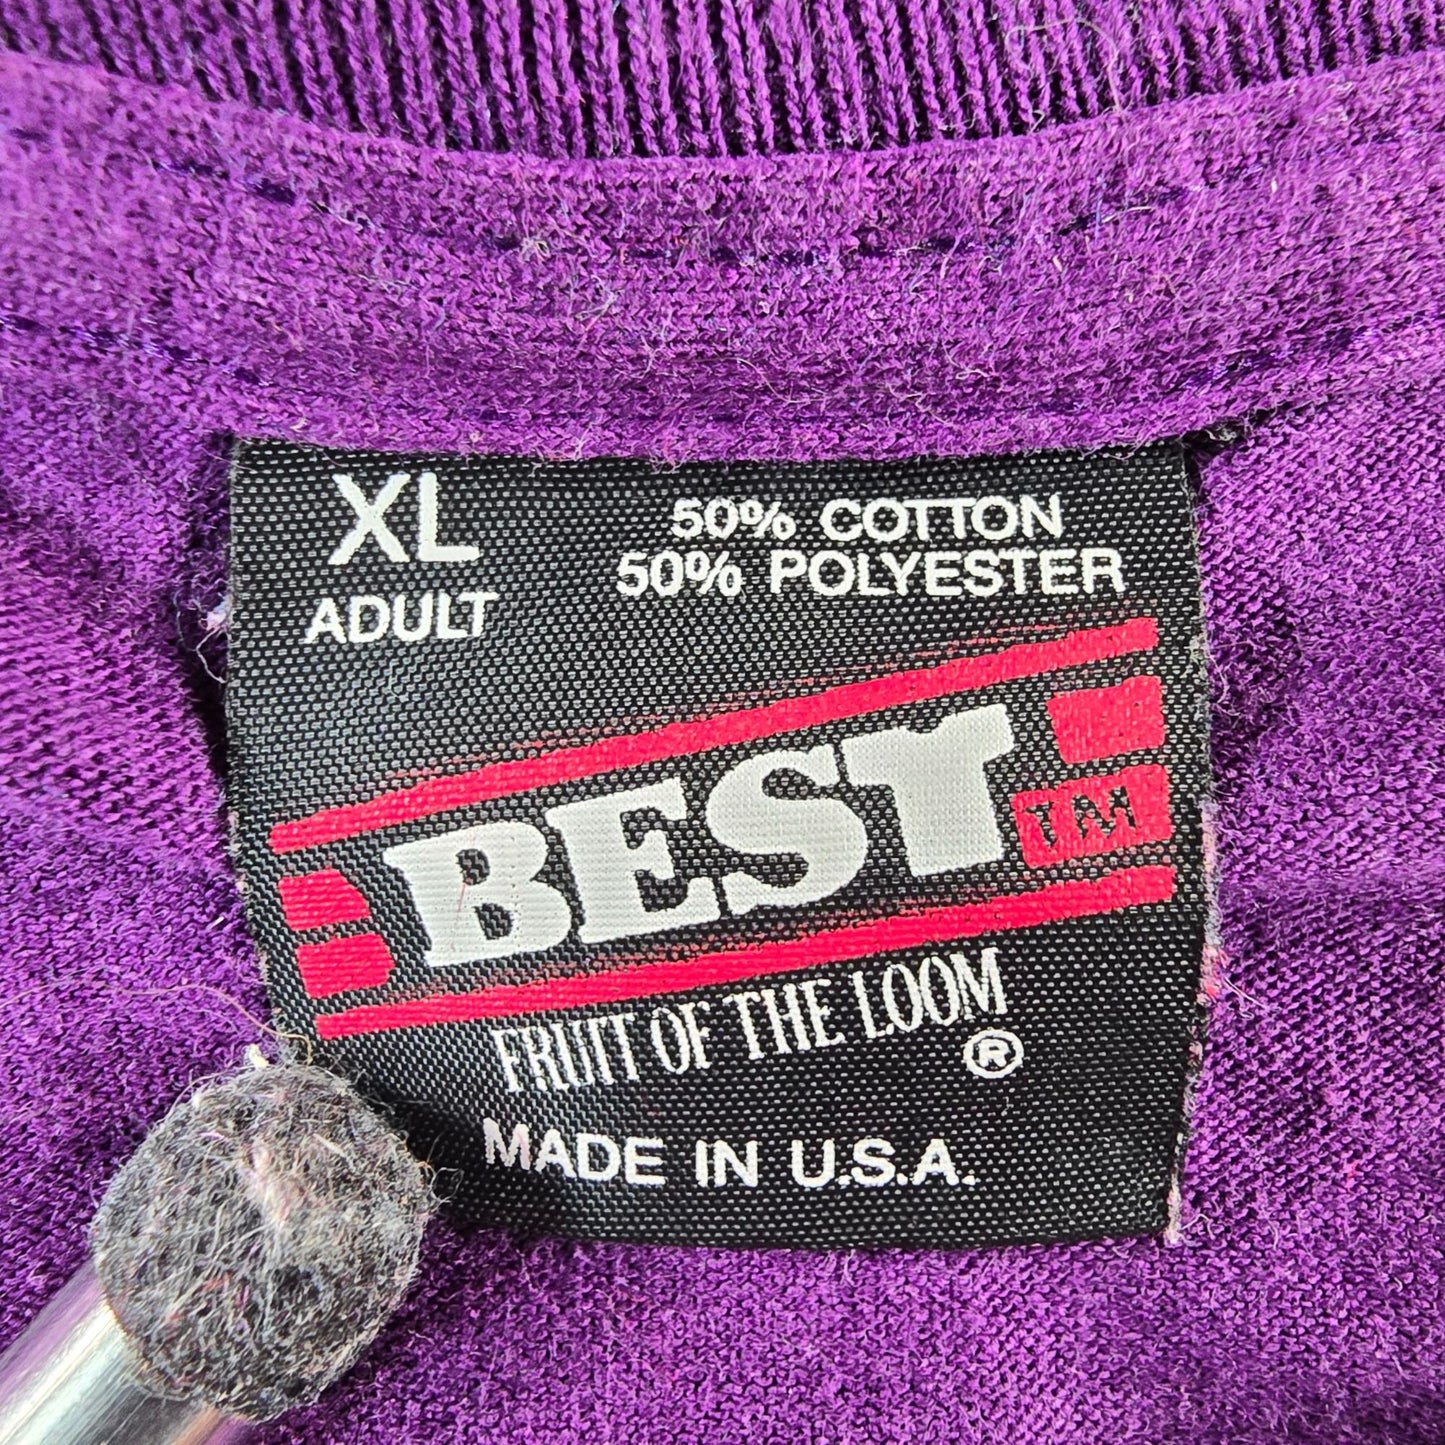 XL
ADULT
50% COTTON
50% POLYESTER
BEST TM
FRUIT OF THE LOOM
®
MADE IN U.S.A.